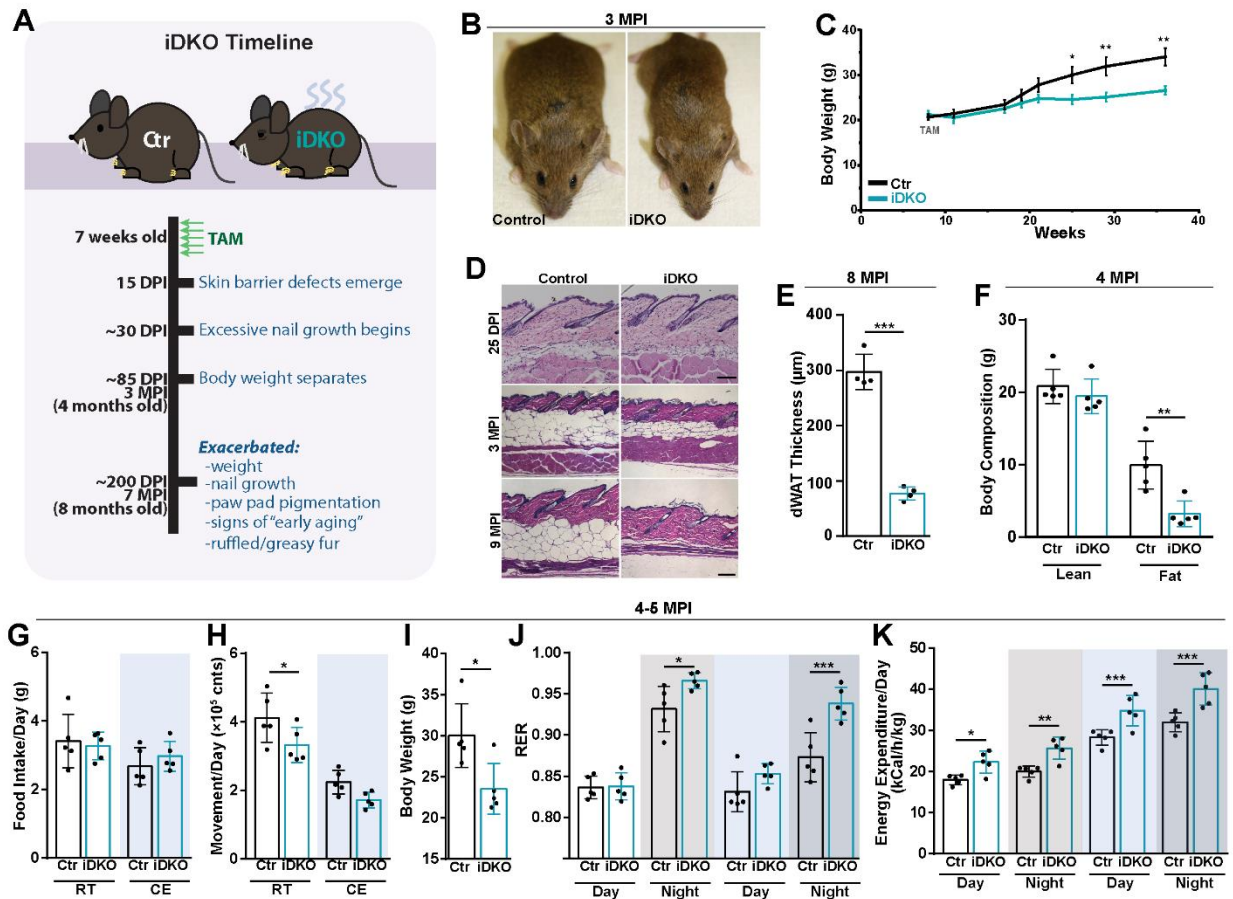 A
iDKO Timeline
Ctr
iDKO
7 weeks old
TAM
15 DPI
Skin barrier defects emerge
~30 DPI
Excessive nail growth begins
~85 DPI
3 MPI
(4 months old)
Body weight separates
~200 DPI
7 MPI
(8 months old)
Exacerbated:
-weight
-nail growth
-paw pad pigmentation
-signs of "early aging"
-ruffled/greasy fur
B
3 MPI
Control
iDKO
C
Body Weight (g)
40
30
20
10
0
TAM
* ** **
Ctr
iDKO
0 10 20 30 40
Weeks
D
Control iDKO
25 DPI
3 MPI
9 MPI
E
8 MPI
dWAT Thickness (μm)
400
300
200
100
0
***
Ctr iDKO
F
4 MPI
Body Composition (g)
30
20
10
0
**
Ctr iDKO Ctr iDKO
Lean Fat
4-5 MPI
G
Food Intake/Day (g)
6
4
2
0
Ctr iDKO Ctr iDKO
RT CE
H
Movement/Day (×10⁵ cnts)
6
4
2
0
*
Ctr iDKO Ctr iDKO
RT CE
I
Body Weight (g)
40
35
30
25
20
15
*
Ctr iDKO
J
RER
1.00
0.95
0.90
0.85
0.80
* ***
Ctr iDKO Ctr iDKO Ctr iDKO Ctr iDKO
Day Night Day Night
K
Energy Expenditure/Day
(kCal/h/kg)
50
40
30
20
10
0
* ** *** ***
Ctr iDKO Ctr iDKO Ctr iDKO Ctr iDKO
Day Night Day Night